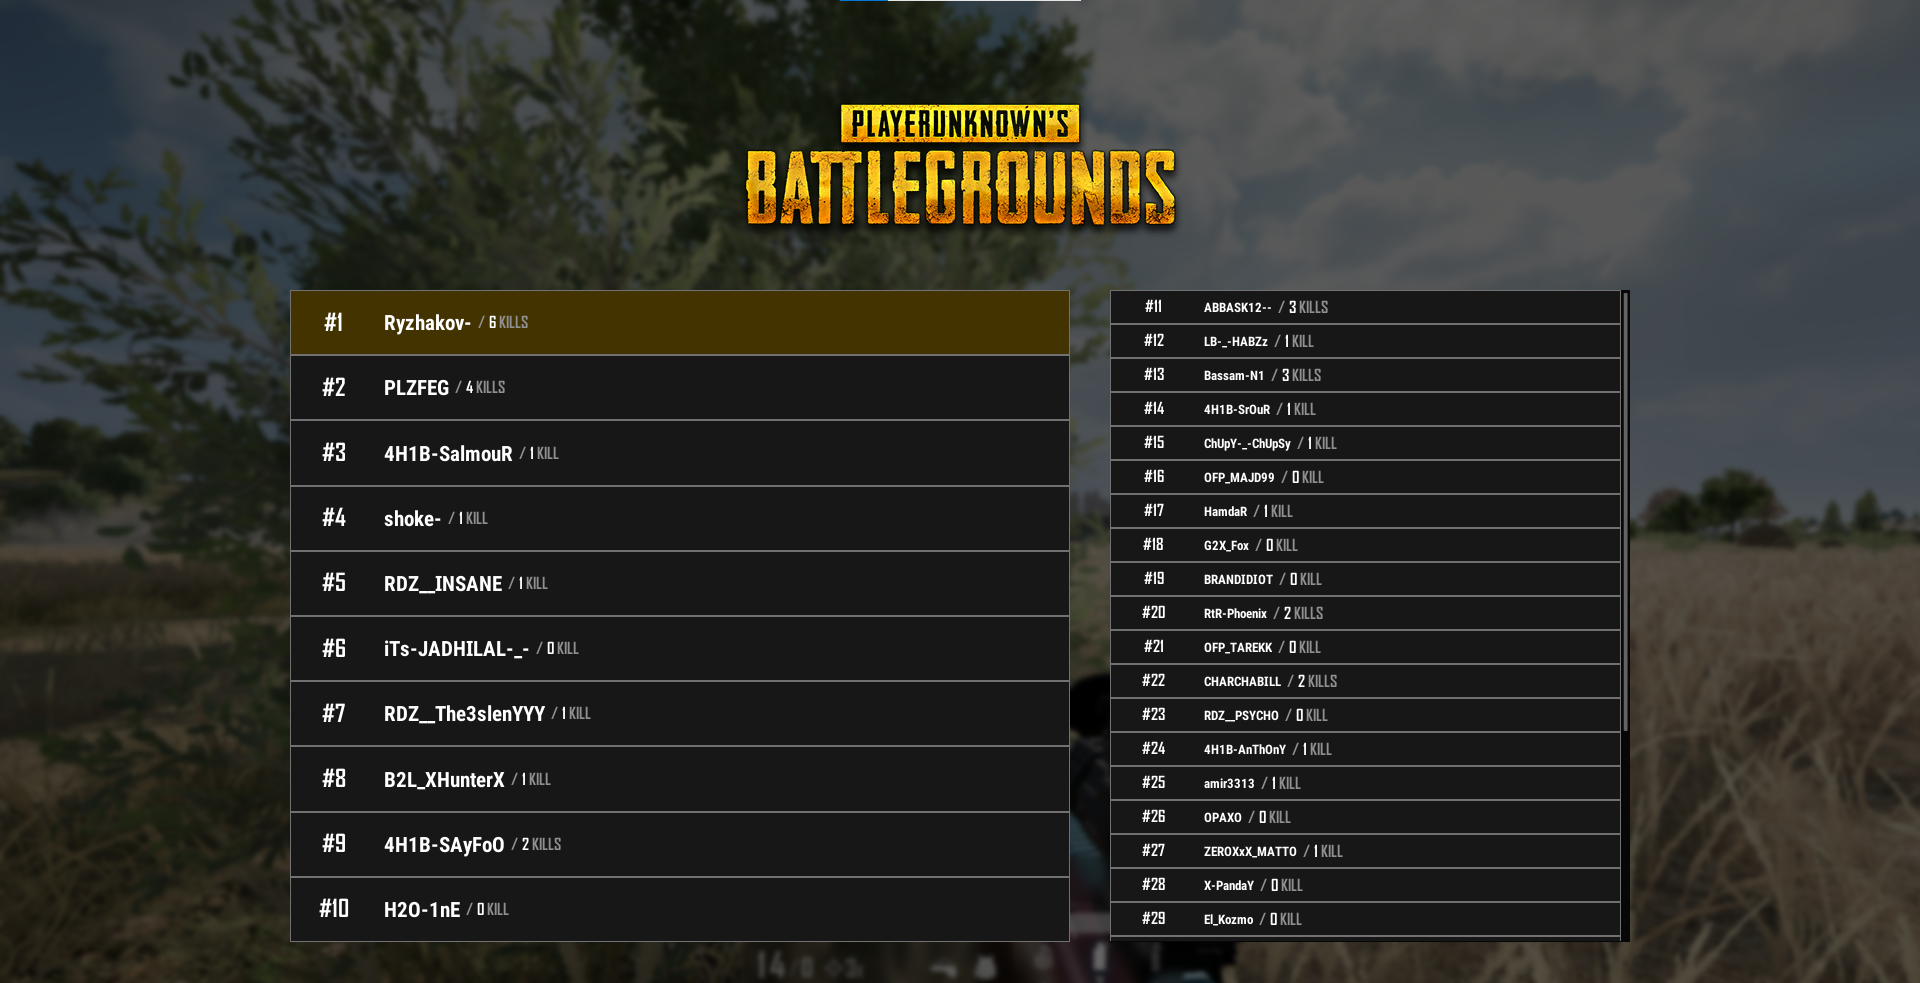 PLAYERUNKNOWN'S
BATTLEGROUNDS
#1 Ryzhakov- / 6 KILLS
#2 PLZFEG / 4 KILLS
#3 4H1B-SalmouR / 1 KILL
#4 shoke- / 1 KILL
#5 RDZ__INSANE / 1 KILL
#6 iTs-JADHILAL-_- / 0 KILL
#7 RDZ__The3slenYYY / 1 KILL
#8 B2L_XHunterX / 1 KILL
#9 4H1B-SAyFoO / 2 KILLS
#10 H2O-1nE / 0 KILL
#11 ABBASK12-- / 3 KILLS
#12 LB-_-HABZz / 1 KILL
#13 Bassam-N1 / 3 KILLS
#14 4H1B-SrOuR / 1 KILL
#15 ChUpY-_-ChUpSy / 1 KILL
#16 OFP_MAJD99 / 0 KILL
#17 HamdaR / 1 KILL
#18 G2X_Fox / 0 KILL
#19 BRANDIDIOT / 0 KILL
#20 RtR-Phoenix / 2 KILLS
#21 OFP_TAREKK / 0 KILL
#22 CHARCHABILL / 2 KILLS
#23 RDZ__PSYCHO / 0 KILL
#24 4H1B-AnThOnY / 1 KILL
#25 amir3313 / 1 KILL
#26 OPAXO / 0 KILL
#27 ZEROXxX_MATTO / 1 KILL
#28 X-PandaY / 0 KILL
#29 El_Kozmo / 0 KILL